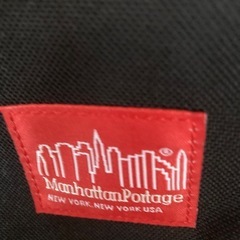 ®
ManhattanPortage
NEW YORK, NEW YORK USA